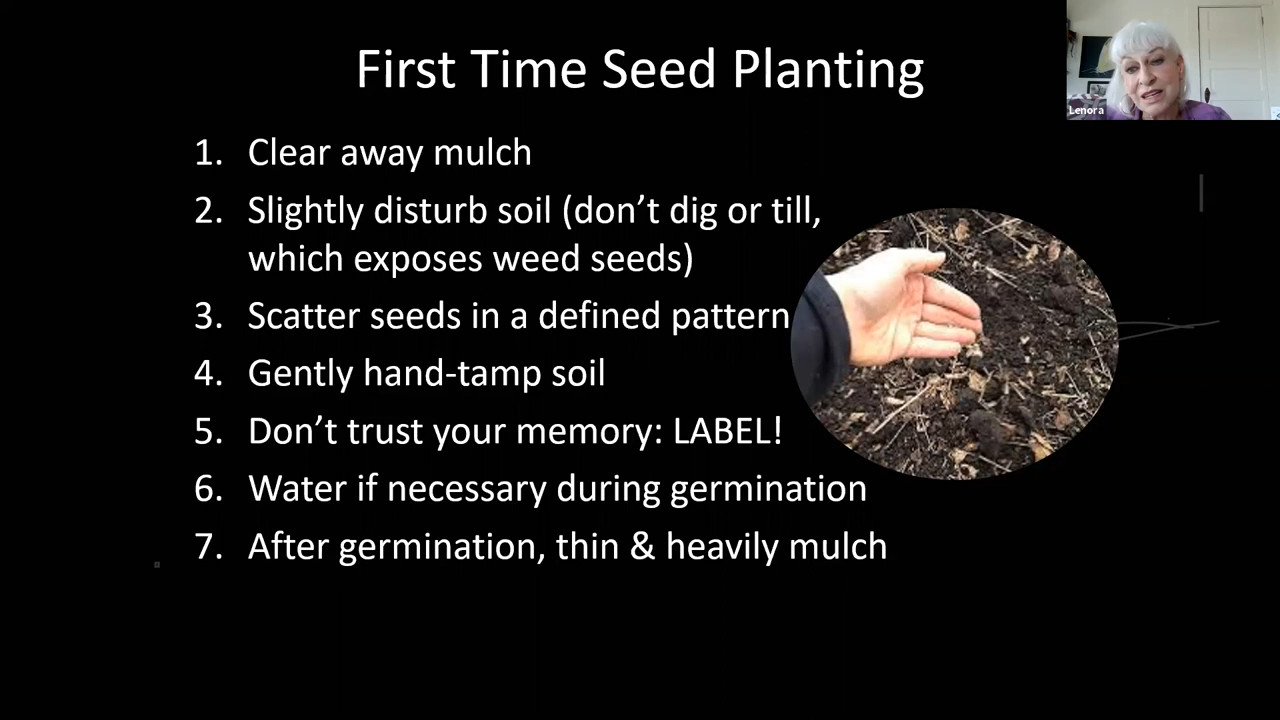 First Time Seed Planting
Lenora
1. Clear away mulch
2. Slightly disturb soil (don’t dig or till,
which exposes weed seeds)
3. Scatter seeds in a defined pattern
4. Gently hand-tamp soil
5. Don’t trust your memory: LABEL!
6. Water if necessary during germination
7. After germination, thin & heavily mulch